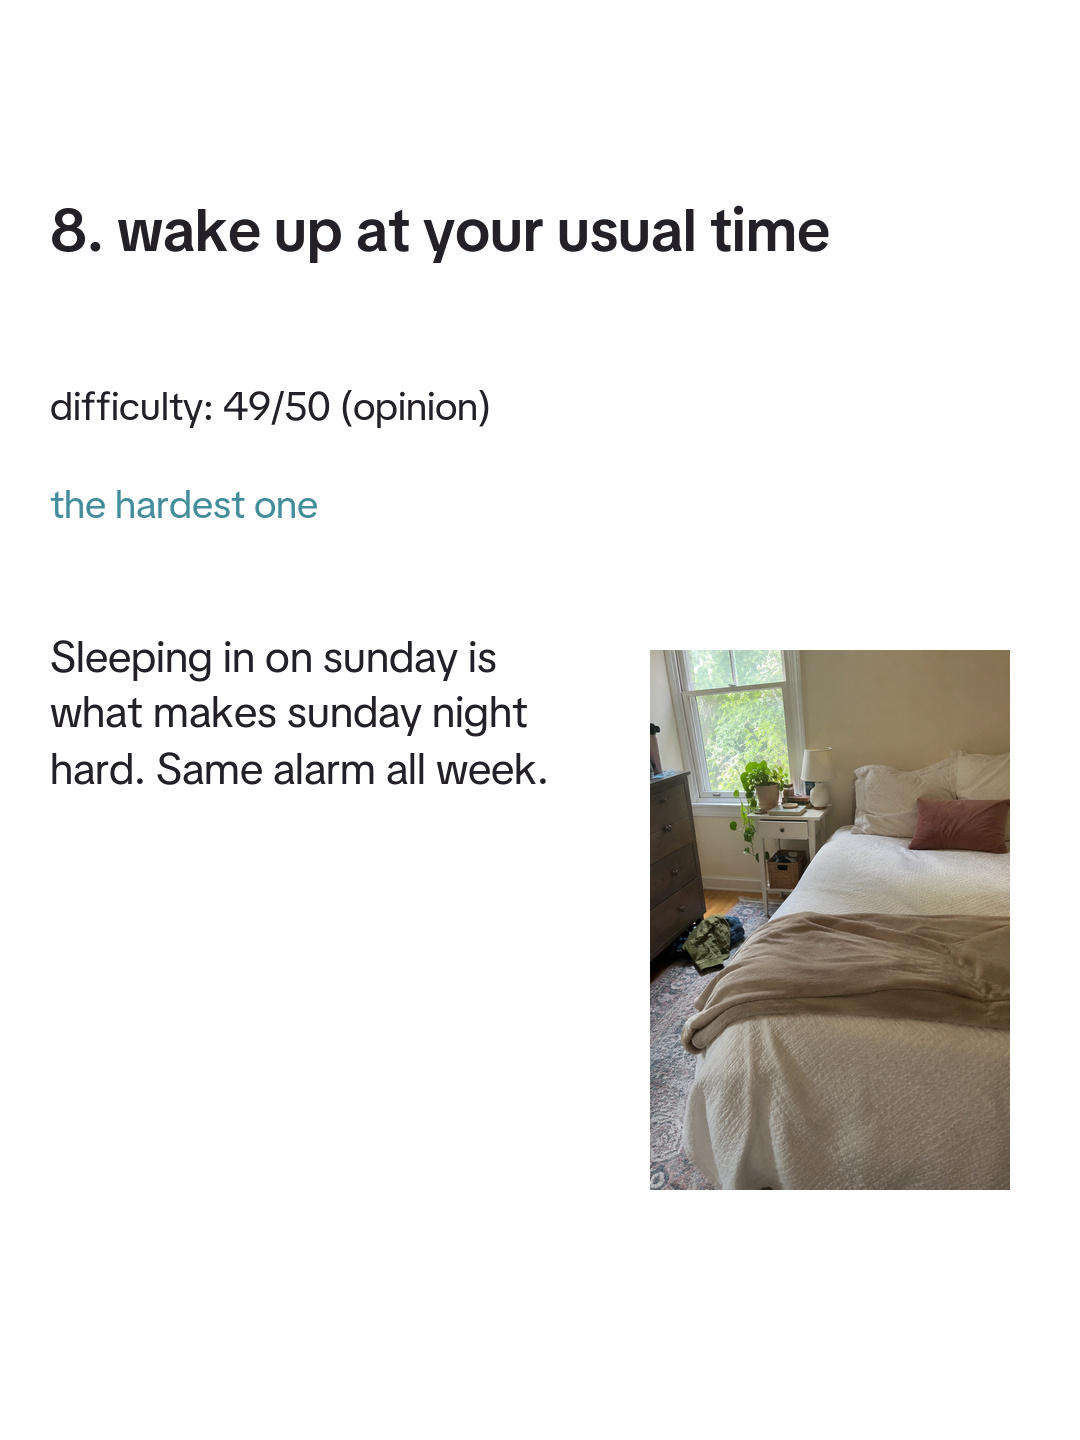 8. wake up at your usual time
difficulty: 49/50 (opinion)
the hardest one
Sleeping in on sunday is
what makes sunday night
hard. Same alarm all week.